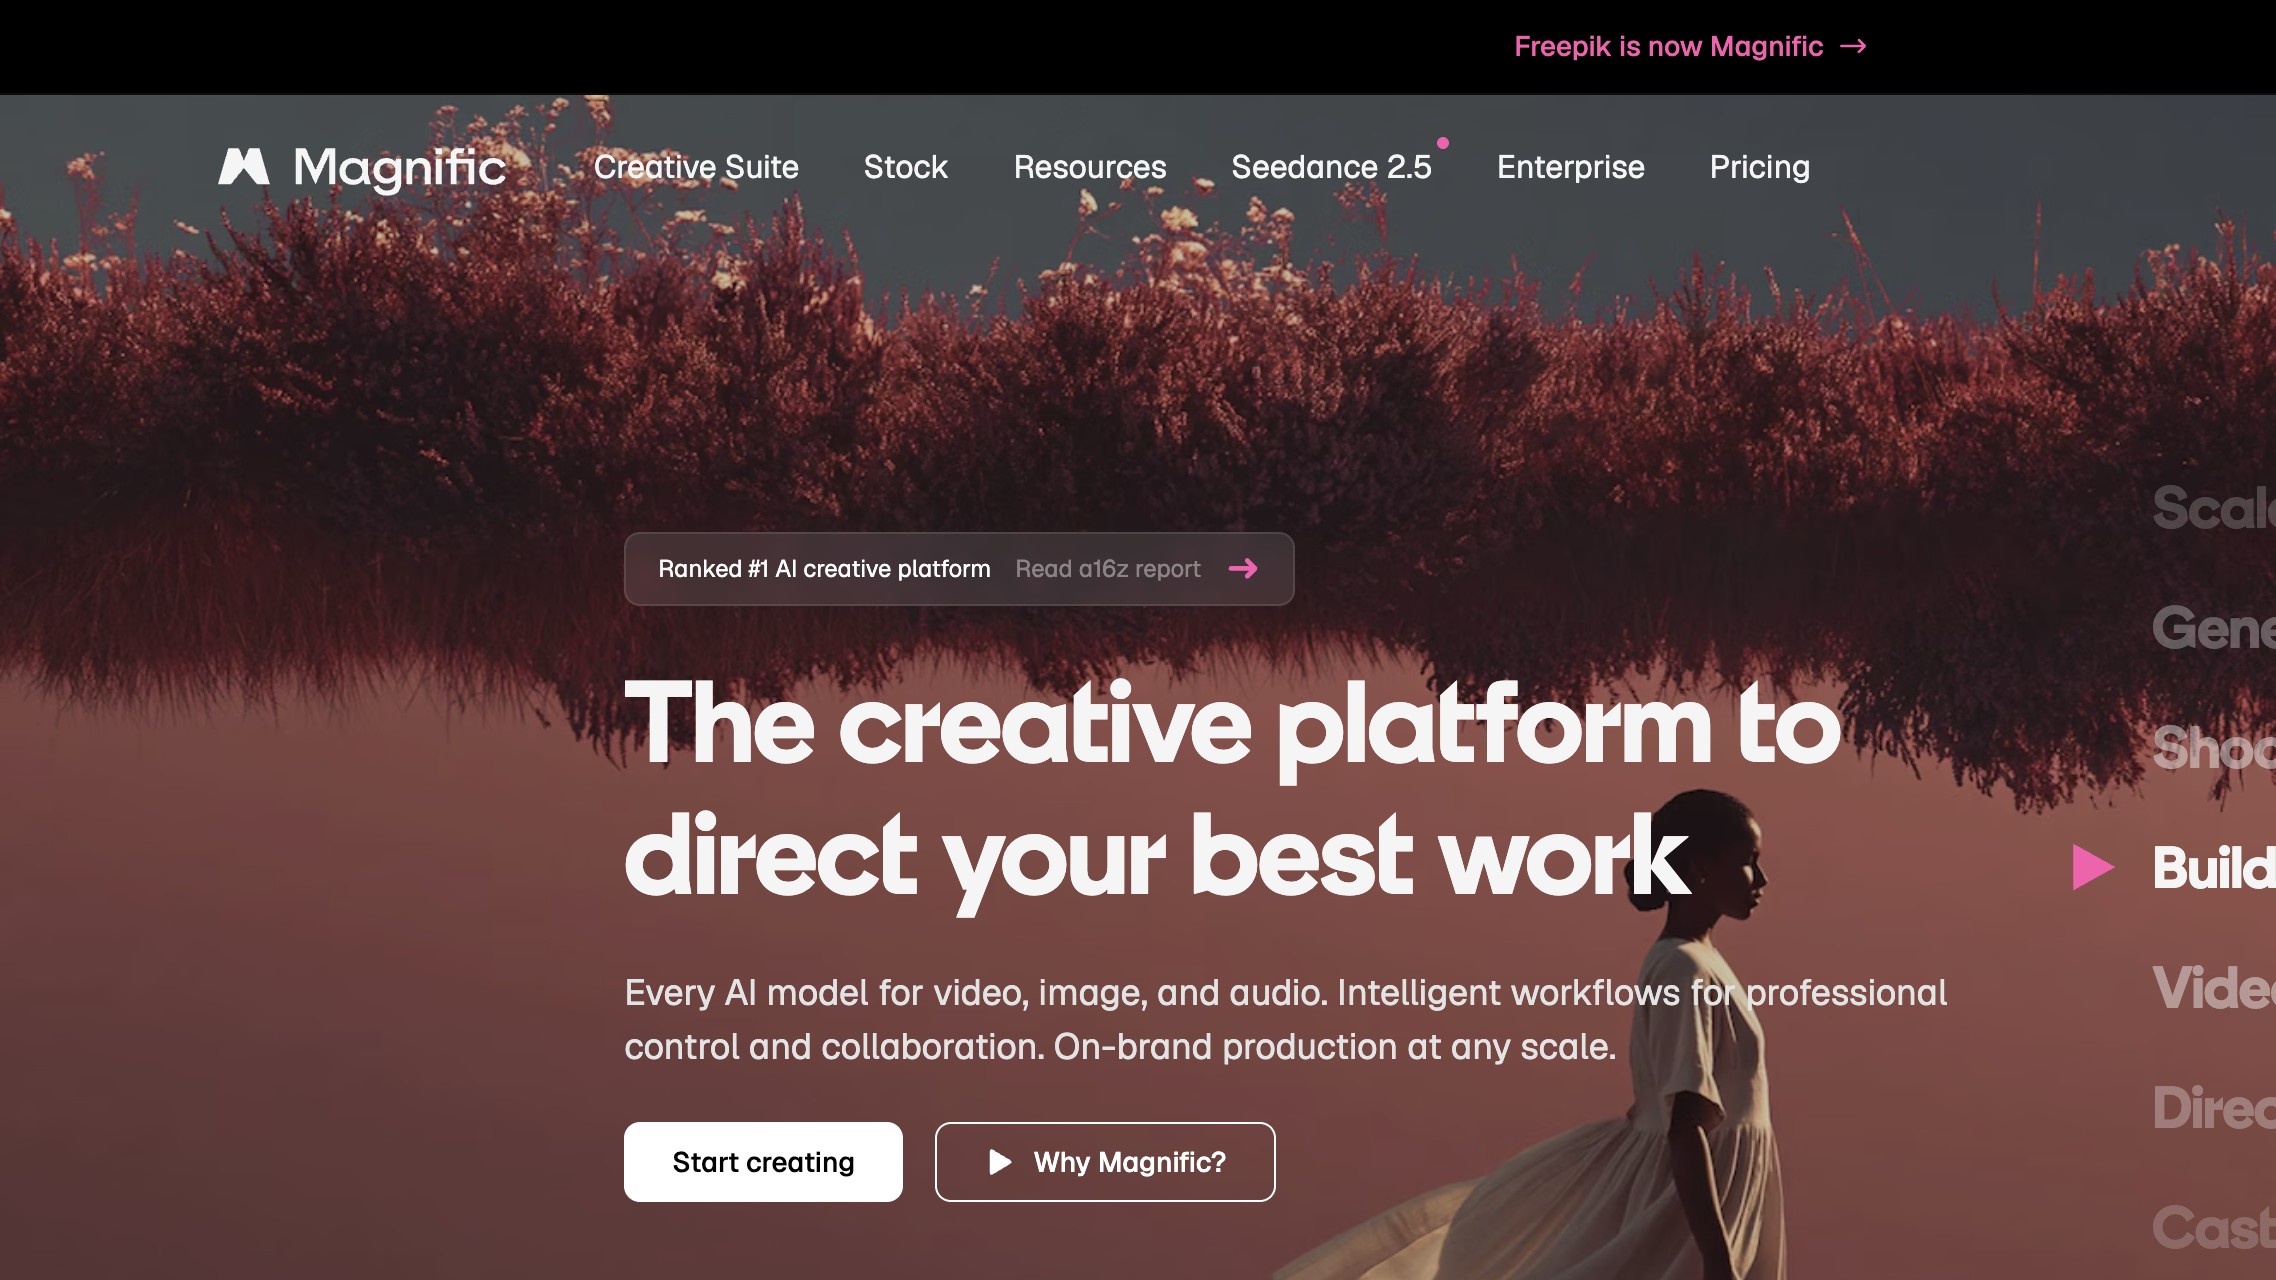 Freepik is now Magnific →
Magnific
Creative Suite
Stock
Resources
Seedance 2.5
Enterprise
Pricing
Ranked #1 AI creative platform Read a16z report →
The creative platform to
direct your best work
Every AI model for video, image, and audio. Intelligent workflows for professional
control and collaboration. On-brand production at any scale.
Start creating
Why Magnific?
Build